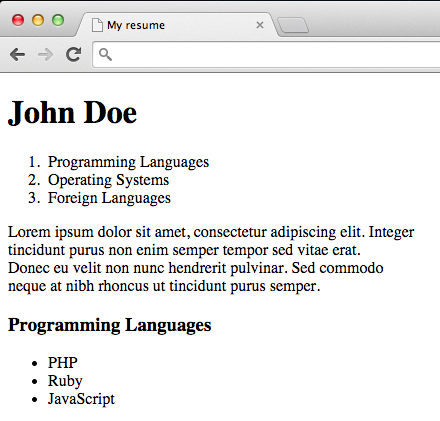 My resume
John Doe
1. Programming Languages
2. Operating Systems
3. Foreign Languages
Lorem ipsum dolor sit amet, consectetur adipiscing elit. Integer
tincidunt purus non enim semper tempor sed vitae erat.
Donec eu velit non nunc hendrerit pulvinar. Sed commodo
neque at nibh rhoncus ut tincidunt purus semper.
Programming Languages
• PHP
• Ruby
• JavaScript